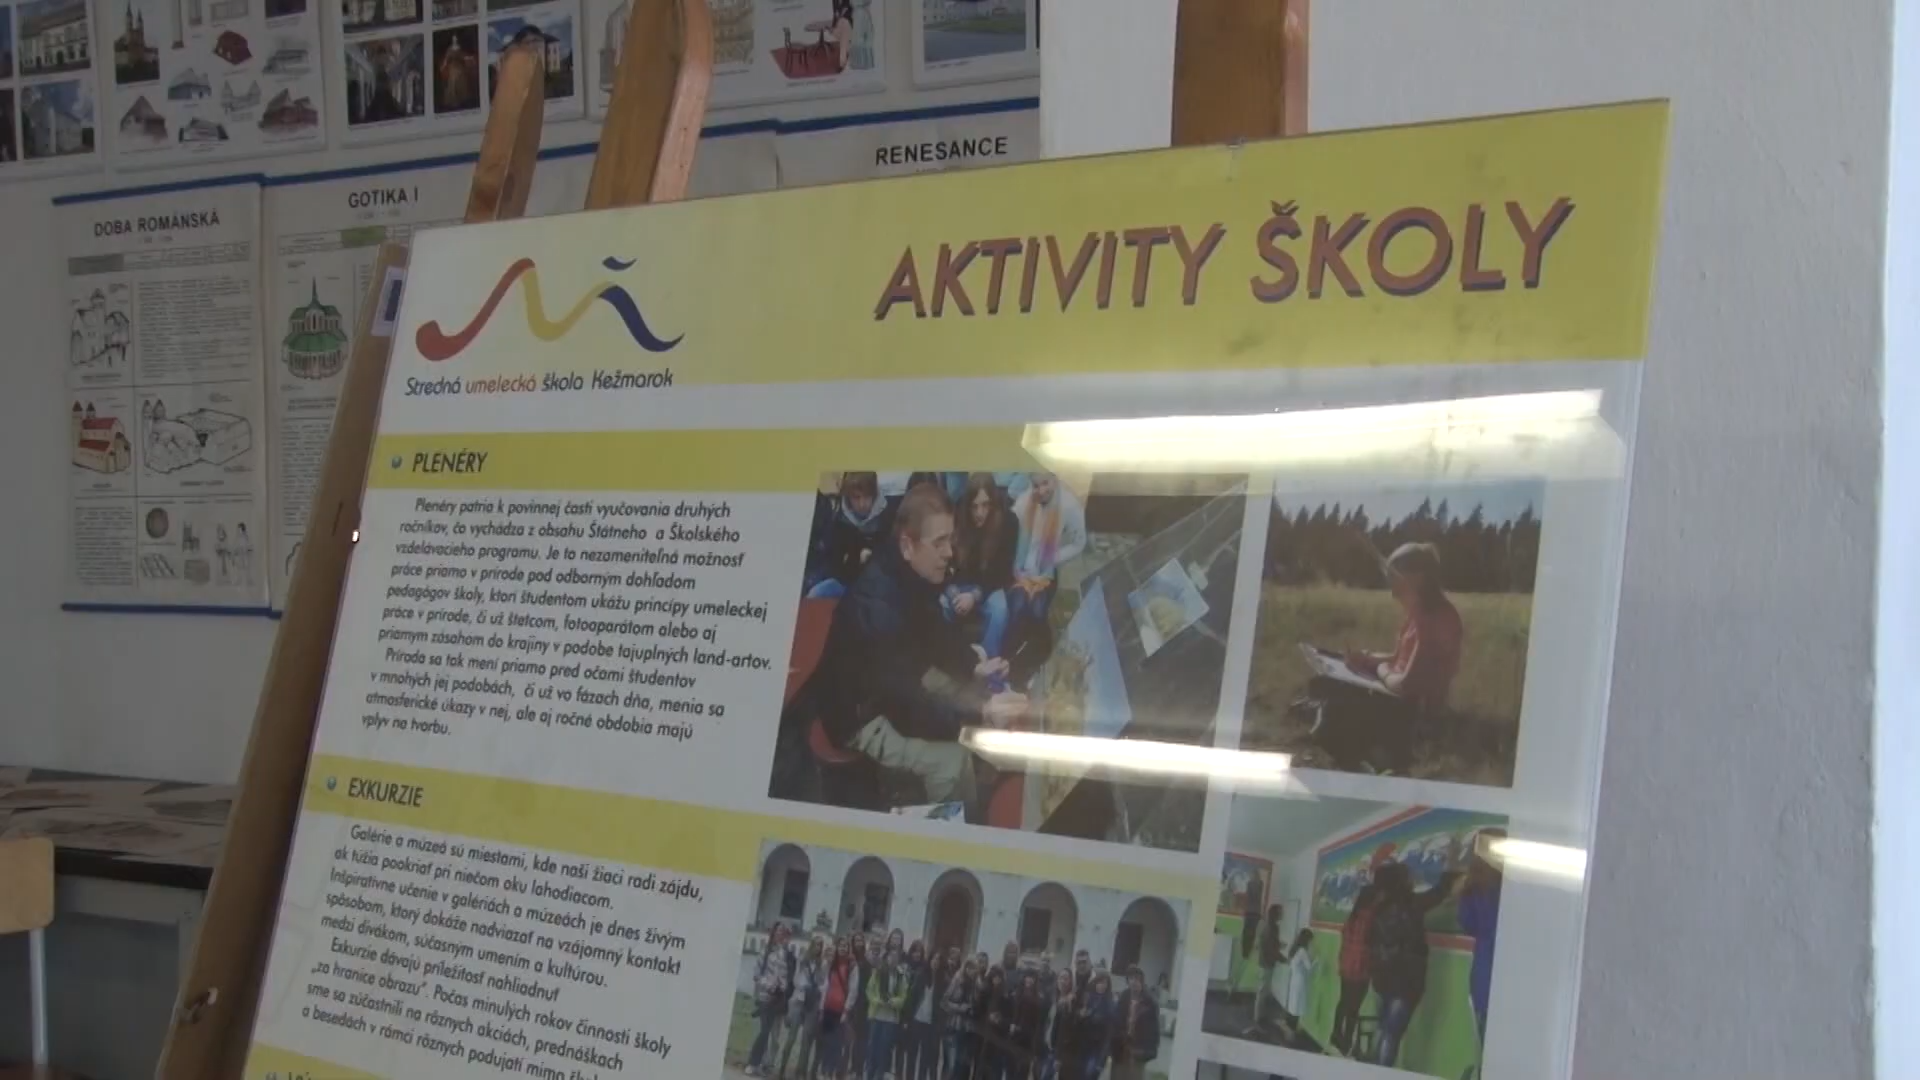 RENESANCE
GOTIKA I
DOBA ROMÁNSKÁ
AKTIVITY ŠKOLY
Stredná umelecká škola Kežmarok
PLENÉRY
Plenéry patria k povinnej časti vyučovania druhých
ročníkov, čo vychádza z obsahu Štátneho a Školského
vzdelávacieho programu. Je to nezameniteľná možnosť
práce priamo v prírode pod odborným dohľadom
pedagógov školy, ktorí študentom ukážu princípy umeleckej
práce v prírode, či už štetcom, fotoaparátom alebo aj
priamym zásahom do krajiny v podobe tajuplných land-artov.
Príroda sa tak mení priamo pred očami študentov
v mnohých jej podobách, či už vo fázach dňa, menia sa
atmosferické úkazy v nej, ale aj ročné obdobia majú
vplyv na tvorbu.
EXKURZIE
Galérie a múzeá sú miestami, kde naši žiaci radi zájdu,
ak túžia pookriať pri niečom oku lahodiacom.
Inšpiratívne učenie v galériách a múzeách je dnes živým
spôsobom, ktorý dokáže nadviazať na vzájomný kontakt
medzi divákom, súčasným umením a kultúrou.
Exkurzie dávajú príležitosť nahliadnuť
„za hranice obrazu“. Počas minulých rokov činnosti školy
sme sa zúčastnili na rôznych akciách, prednáškach
a besedách v rámci rôznych podujatí mimo